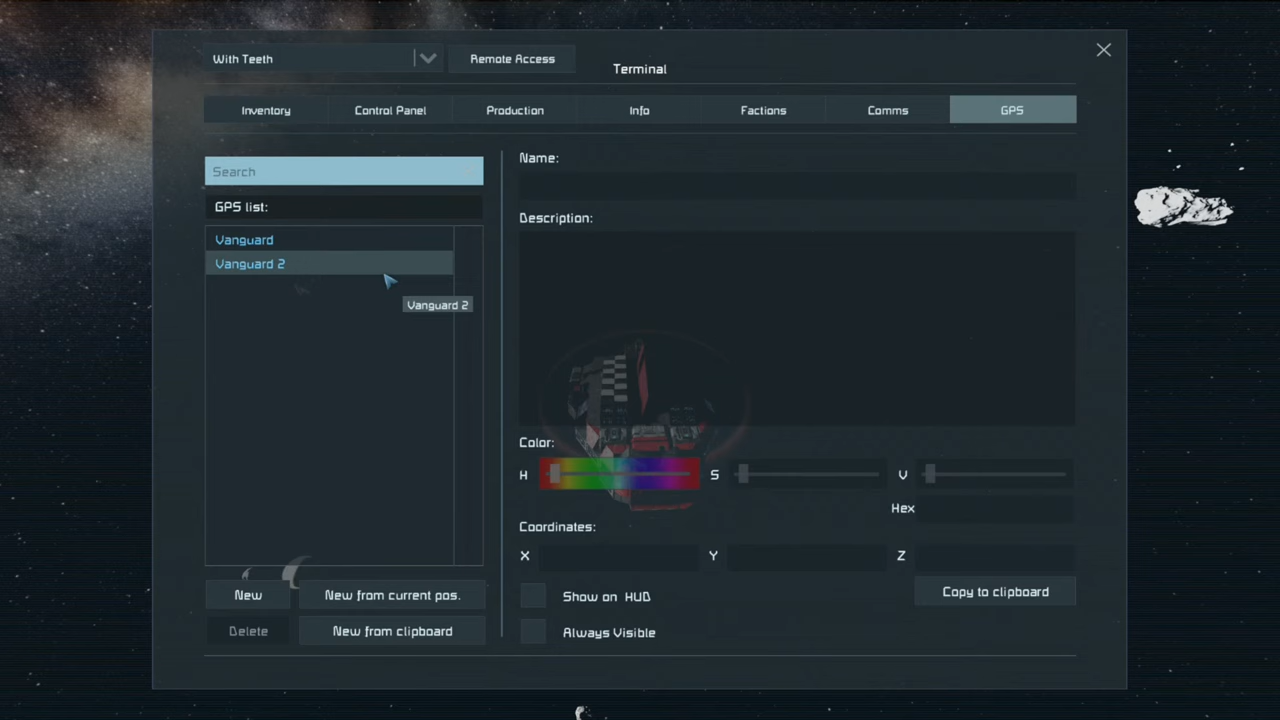 With Teeth
Remote Access
Terminal
Inventory
Control Panel
Production
Info
Factions
Comms
GPS
Search
GPS list:
Vanguard
Vanguard 2
Vanguard 2
New
New from current pos.
Delete
New from clipboard
Name:
Description:
Color:
H
S
V
Hex
Coordinates:
X
Y
Z
Show on HUD
Copy to clipboard
Always Visible